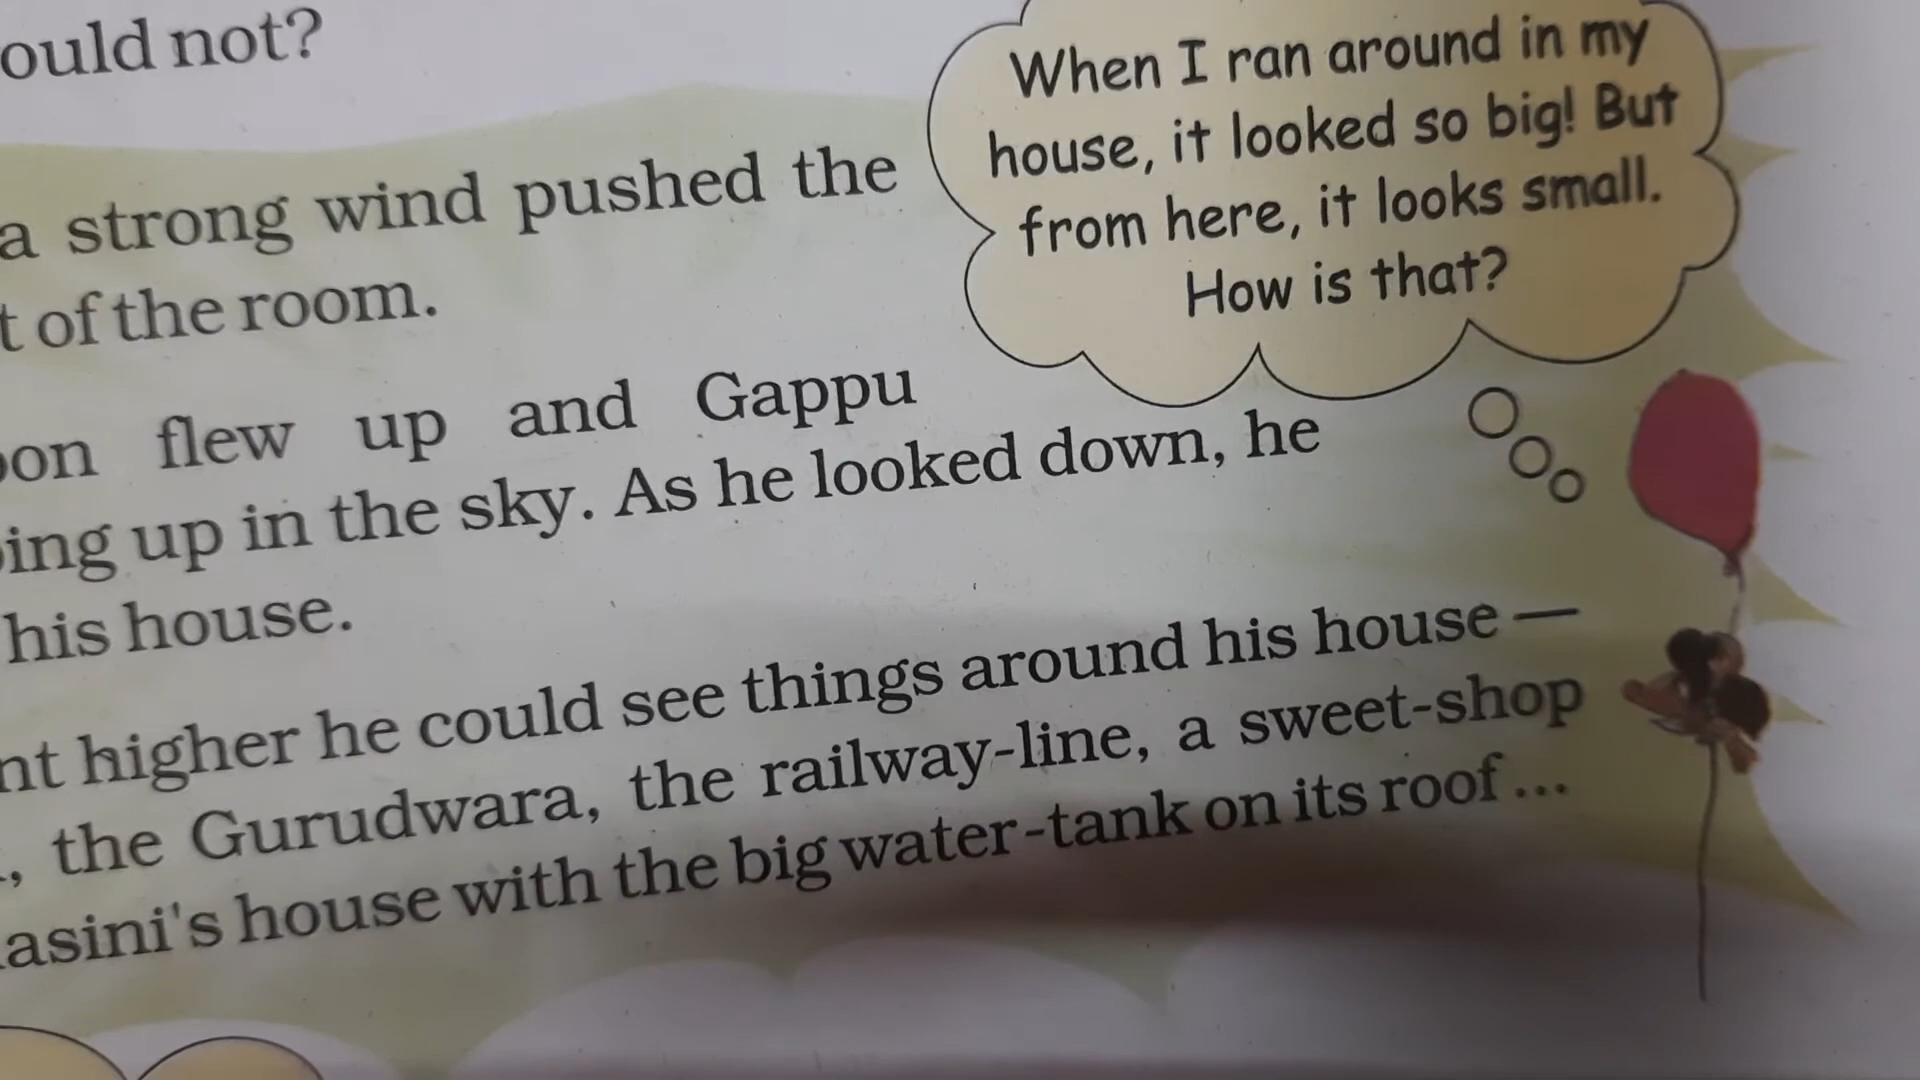 ould not?
a strong wind pushed the
t of the room.
on flew up and Gappu
ing up in the sky. As he looked down, he
his house.
nt higher he could see things around his house —
, the Gurudwara, the railway-line, a sweet-shop
asini's house with the big water-tank on its roof ...
When I ran around in my
house, it looked so big! But
from here, it looks small.
How is that?